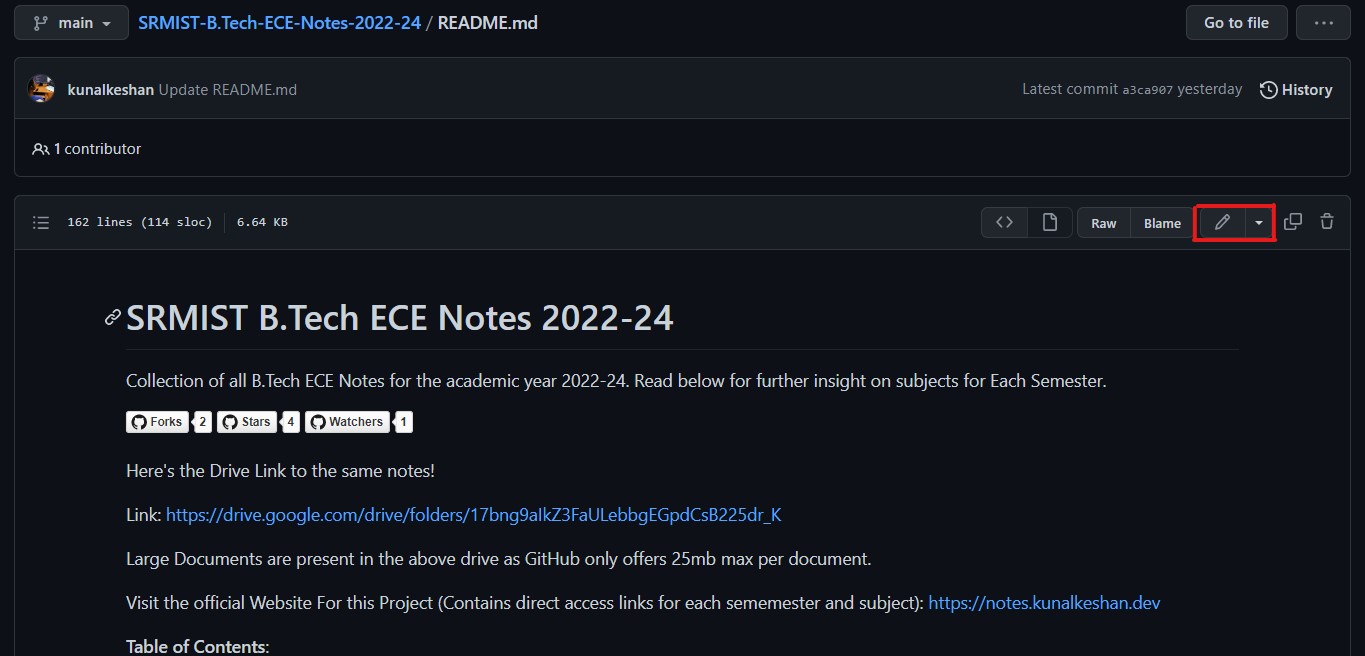 main SRMIST-B.Tech-ECE-Notes-2022-24 / README.md Go to file ...
kunalkeshan Update README.md Latest commit a3ca907 yesterday History
1 contributor
162 lines (114 sloc) 6.64 KB <> Raw Blame
SRMIST B.Tech ECE Notes 2022-24
Collection of all B.Tech ECE Notes for the academic year 2022-24. Read below for further insight on subjects for Each Semester.
Forks 2 Stars 4 Watchers 1
Here's the Drive Link to the same notes!
Link: https://drive.google.com/drive/folders/17bng9aIkZ3FaULebbgEGpdCsB225dr_K
Large Documents are present in the above drive as GitHub only offers 25mb max per document.
Visit the official Website For this Project (Contains direct access links for each sememester and subject): https://notes.kunalkeshan.dev
Table of Contents: